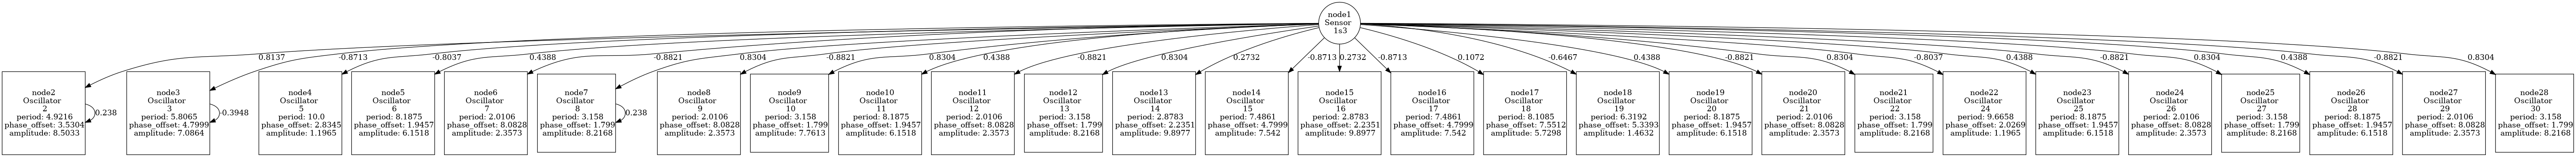 node1
Sensor
1s3
0.8137
-0.8713
-0.8037
0.4388
-0.8821
0.8304
-0.8821
0.8304
0.4388
-0.8821
0.8304
0.2732
-0.8713
0.2732
-0.8713
0.1072
-0.6467
0.4388
-0.8821
0.8304
-0.8037
0.4388
-0.8821
0.8304
0.4388
-0.8821
0.8304
node2
Oscillator
2
period: 4.9216
phase_offset: 3.5304
amplitude: 8.5033
0.238
node3
Oscillator
3
period: 5.8065
phase_offset: 4.7999
amplitude: 7.0864
-0.3948
node4
Oscillator
5
period: 10.0
phase_offset: 2.8345
amplitude: 1.1965
node5
Oscillator
6
period: 8.1875
phase_offset: 1.9457
amplitude: 6.1518
node6
Oscillator
7
period: 2.0106
phase_offset: 8.0828
amplitude: 2.3573
node7
Oscillator
8
period: 3.158
phase_offset: 1.799
amplitude: 8.2168
0.238
node8
Oscillator
9
period: 2.0106
phase_offset: 8.0828
amplitude: 2.3573
node9
Oscillator
10
period: 3.158
phase_offset: 1.799
amplitude: 7.7613
node10
Oscillator
11
period: 8.1875
phase_offset: 1.9457
amplitude: 6.1518
node11
Oscillator
12
period: 2.0106
phase_offset: 8.0828
amplitude: 2.3573
node12
Oscillator
13
period: 3.158
phase_offset: 1.799
amplitude: 8.2168
node13
Oscillator
14
period: 2.8783
phase_offset: 2.2351
amplitude: 9.8977
node14
Oscillator
15
period: 7.4861
phase_offset: 4.7999
amplitude: 7.542
node15
Oscillator
16
period: 2.8783
phase_offset: 2.2351
amplitude: 9.8977
node16
Oscillator
17
period: 7.4861
phase_offset: 4.7999
amplitude: 7.542
node17
Oscillator
18
period: 8.1085
phase_offset: 7.5512
amplitude: 5.7298
node18
Oscillator
19
period: 6.3192
phase_offset: 5.3393
amplitude: 1.4632
node19
Oscillator
20
period: 8.1875
phase_offset: 1.9457
amplitude: 6.1518
node20
Oscillator
21
period: 2.0106
phase_offset: 8.0828
amplitude: 2.3573
node21
Oscillator
22
period: 3.158
phase_offset: 1.799
amplitude: 8.2168
node22
Oscillator
24
period: 9.6658
phase_offset: 2.0269
amplitude: 1.1965
node23
Oscillator
25
period: 8.1875
phase_offset: 1.9457
amplitude: 6.1518
node24
Oscillator
26
period: 2.0106
phase_offset: 8.0828
amplitude: 2.3573
node25
Oscillator
27
period: 3.158
phase_offset: 1.799
amplitude: 8.2168
node26
Oscillator
28
period: 8.1875
phase_offset: 1.9457
amplitude: 6.1518
node27
Oscillator
29
period: 2.0106
phase_offset: 8.0828
amplitude: 2.3573
node28
Oscillator
30
period: 3.158
phase_offset: 1.799
amplitude: 8.2168